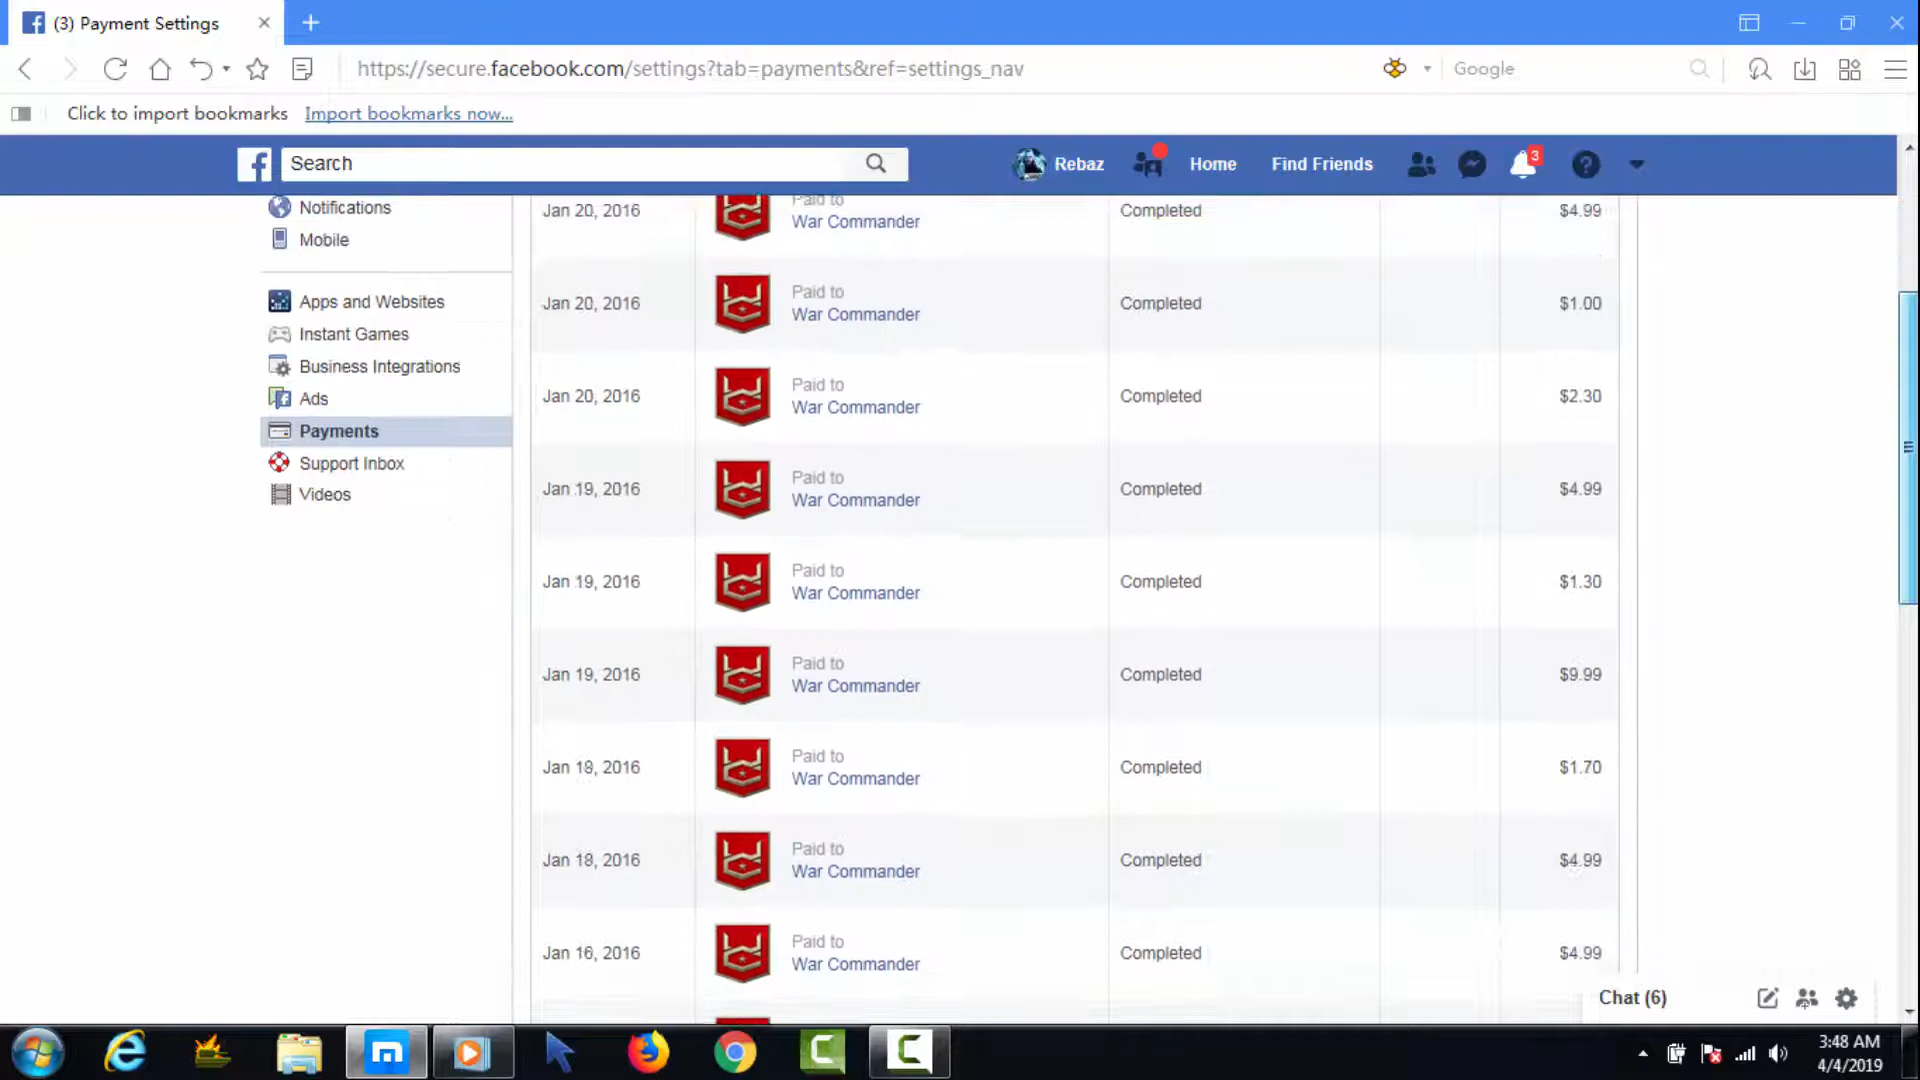 (3) Payment Settings
https://secure.facebook.com/settings?tab=payments&ref=settings_nav
Google
Click to import bookmarks Import bookmarks now...
Search
Rebaz
Home
Find Friends
3
Notifications
Mobile
Apps and Websites
Instant Games
Business Integrations
Ads
Payments
Support Inbox
Videos
Jan 20, 2016 Paid to War Commander Completed $4.99
Jan 20, 2016 Paid to War Commander Completed $1.00
Jan 20, 2016 Paid to War Commander Completed $2.30
Jan 19, 2016 Paid to War Commander Completed $4.99
Jan 19, 2016 Paid to War Commander Completed $1.30
Jan 19, 2016 Paid to War Commander Completed $9.99
Jan 18, 2016 Paid to War Commander Completed $1.70
Jan 18, 2016 Paid to War Commander Completed $4.99
Jan 16, 2016 Paid to War Commander Completed $4.99
Chat (6)
3:48 AM
4/4/2019